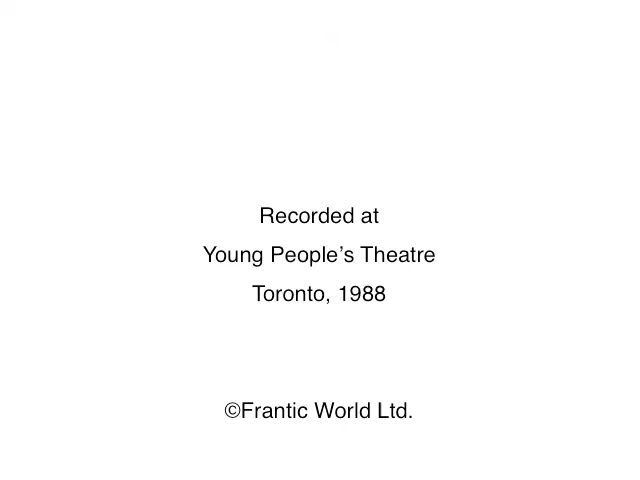 Recorded at
Young People’s Theatre
Toronto, 1988
©Frantic World Ltd.